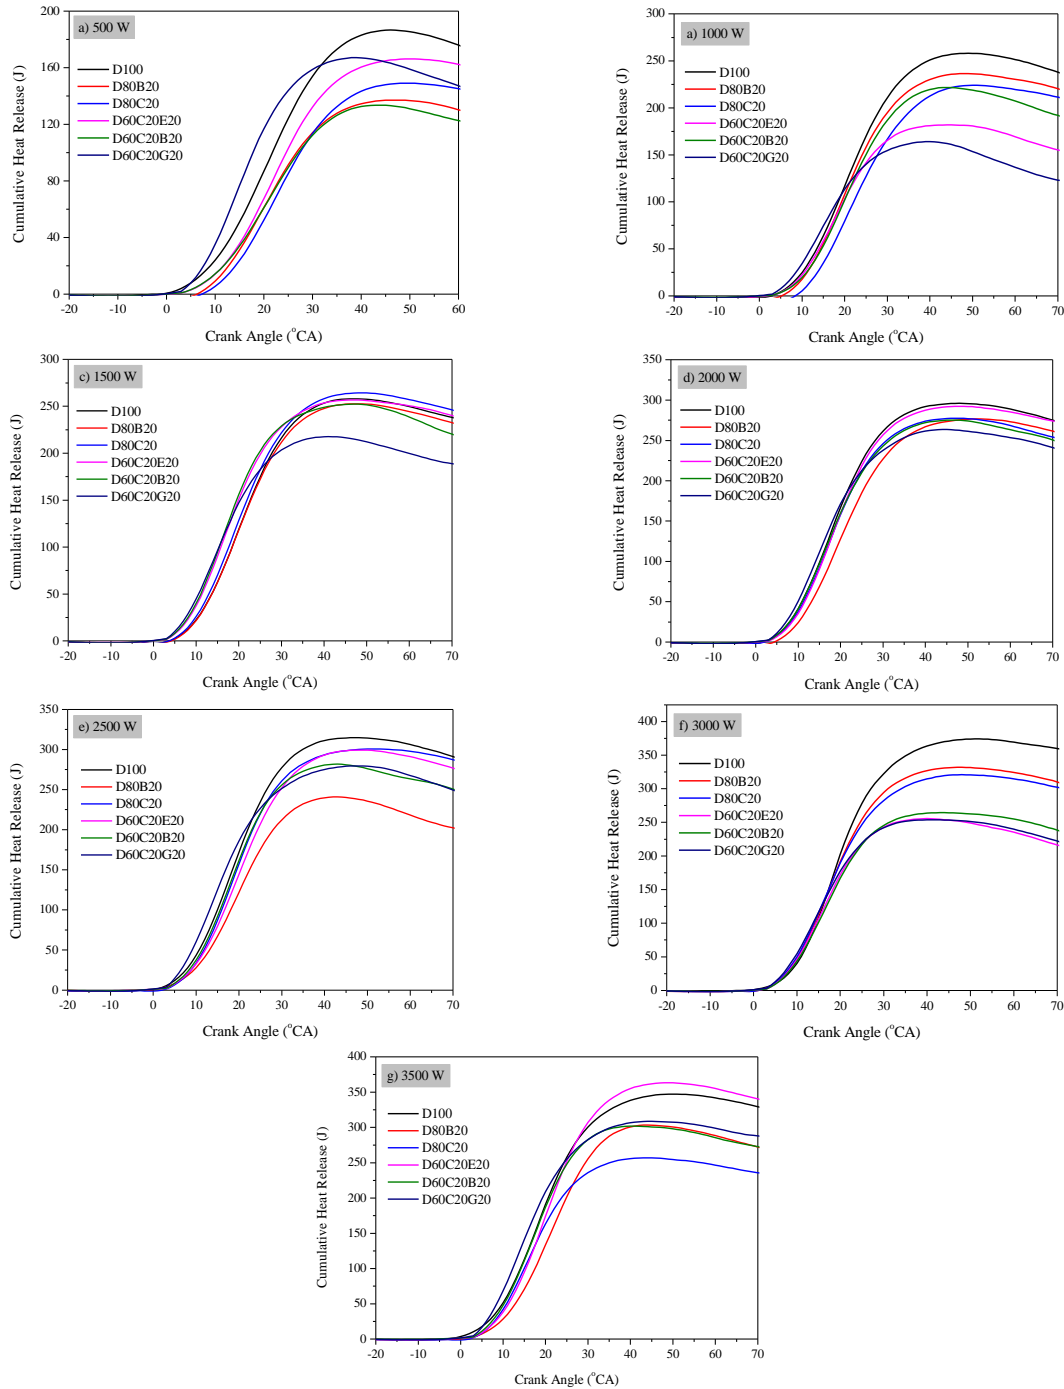 a) 500 W
D100
D80B20
D80C20
D60C20E20
D60C20B20
D60C20G20
Cumulative Heat Release (J)
200
160
120
80
40
0
-20 -10 0 10 20 30 40 50 60
Crank Angle (°CA)
a) 1000 W
D100
D80B20
D80C20
D60C20E20
D60C20B20
D60C20G20
Cumulative Heat Release (J)
300
250
200
150
100
50
0
-20 -10 0 10 20 30 40 50 60 70
Crank Angle (°CA)
c) 1500 W
D100
D80B20
D80C20
D60C20E20
D60C20B20
D60C20G20
Cumulative Heat Release (J)
300
250
200
150
100
50
0
-20 -10 0 10 20 30 40 50 60 70
Crank Angle (°CA)
d) 2000 W
D100
D80B20
D80C20
D60C20E20
D60C20B20
D60C20G20
Cumulative Heat Release (J)
350
300
250
200
150
100
50
0
-20 -10 0 10 20 30 40 50 60 70
Crank Angle (°CA)
e) 2500 W
D100
D80B20
D80C20
D60C20E20
D60C20B20
D60C20G20
Cumulative Heat Release (J)
350
300
250
200
150
100
50
0
-20 -10 0 10 20 30 40 50 60 70
Crank Angle (°CA)
f) 3000 W
D100
D80B20
D80C20
D60C20E20
D60C20B20
D60C20G20
Cumulative Heat Release (J)
400
350
300
250
200
150
100
50
0
-20 -10 0 10 20 30 40 50 60 70
Crank Angle (°CA)
g) 3500 W
D100
D80B20
D80C20
D60C20E20
D60C20B20
D60C20G20
Cumulative Heat Release (J)
400
350
300
250
200
150
100
50
0
-20 -10 0 10 20 30 40 50 60 70
Crank Angle (°CA)